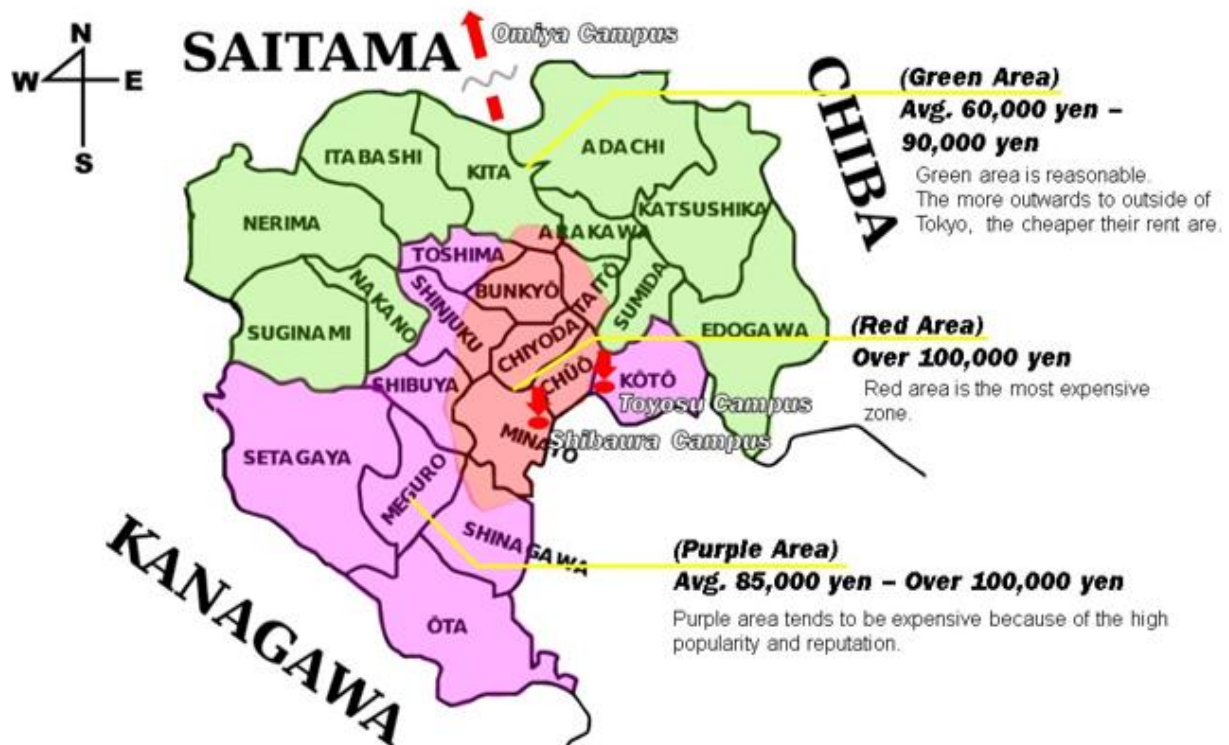 N
W E
S
SAITAMA
Omiya Campus
CHIBA
(Green Area)
Avg. 60,000 yen –
90,000 yen
Green area is reasonable.
The more outwards to outside of
Tokyo, the cheaper their rent are.
ITABASHI
KITA
ADACHI
NERIMA
KATSUSHIKA
ARAKAWA
TOSHIMA
NAKANO
SHINJUKU
BUNKYŌ
TAITŌ
SUMIDA
SUGINAMI
CHIYODA
EDOGAWA
(Red Area)
Over 100,000 yen
Red area is the most expensive
zone.
SHIBUYA
CHŪŌ
KŌTŌ
Toyosu Campus
MINATO
Shibaura Campus
SETAGAYA
MEGURO
SHINAGAWA
(Purple Area)
Avg. 85,000 yen – Over 100,000 yen
Purple area tends to be expensive because of the high
popularity and reputation.
KANAGAWA
ŌTA